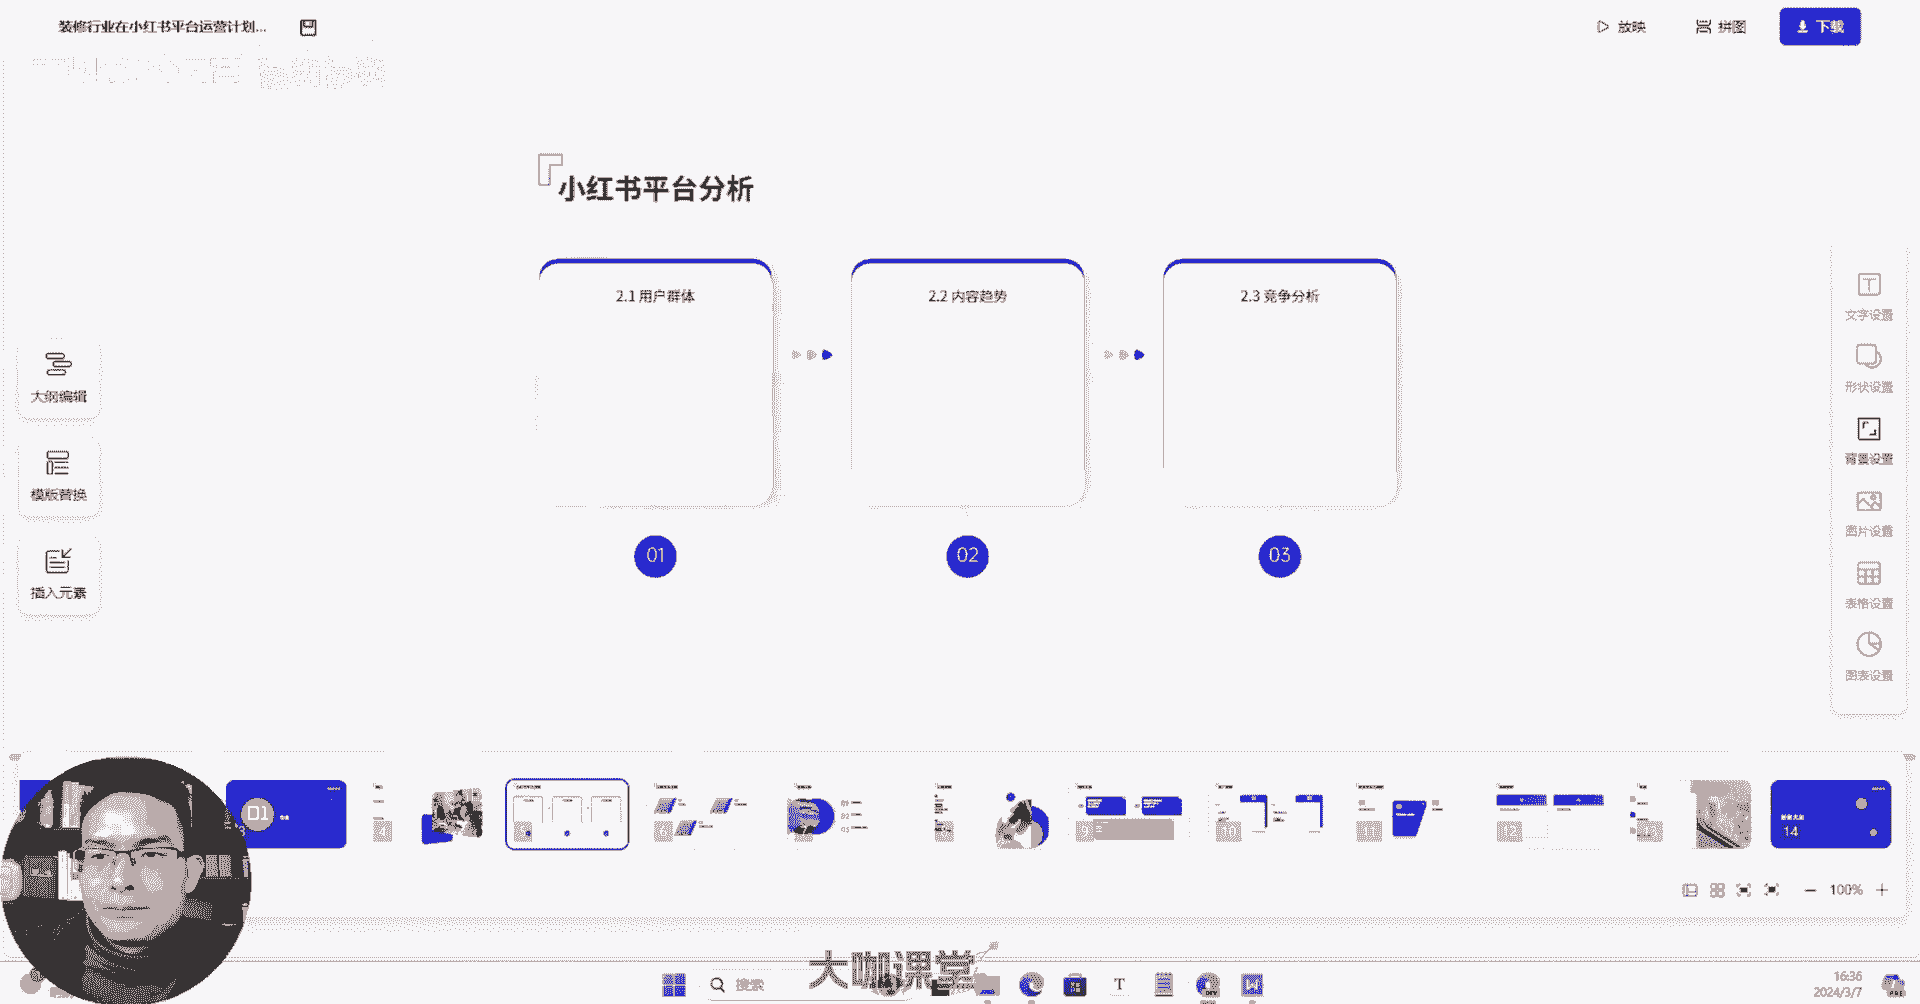 装修行业在小红书平台运营计划...
放映
拼图
下载
小红书平台分析
2.1 用户群体
2.2 内容趋势
2.3 竞争分析
01
02
03
大纲编辑
模版替换
插入元素
文字设置
形状设置
背景设置
图片设置
表格设置
图表设置
01
4
6
9
10
11
12
14
100%
大咖课堂
搜索
16:36
2024/3/7